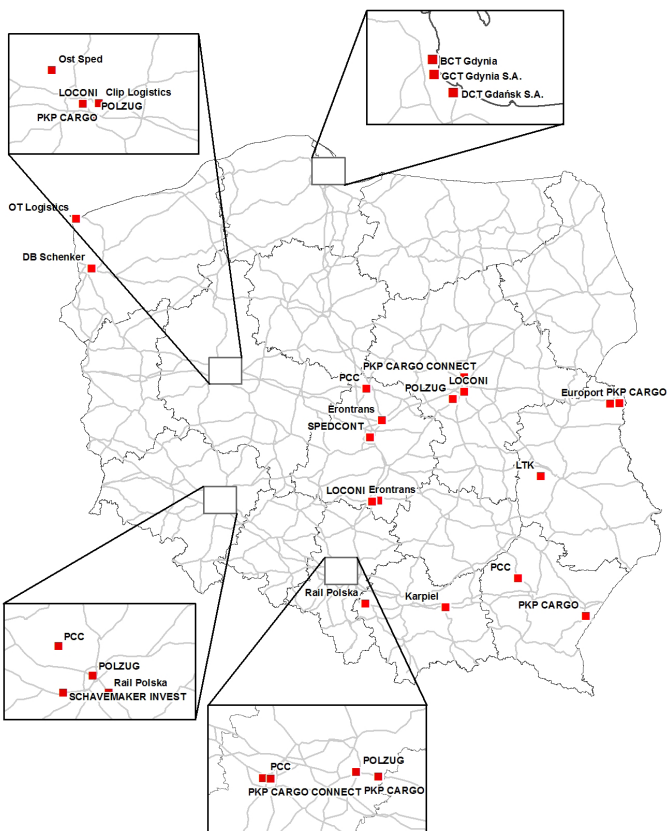 Ost Sped
LOCONI
Clip Logistics
POLZUG
PKP CARGO
BCT Gdynia
GCT Gdynia S.A.
DCT Gdańsk S.A.
OT Logistics
DB Schenker
PKP CARGO CONNECT
PCC
LOCONI
POLZUG
Europort PKP CARGO
Erontrans
SPEDCONT
LTK
LOCONI Erontrans
PCC
Rail Polska
Karpiel
PKP CARGO
PCC
POLZUG
Rail Polska
SCHAVEMAKER INVEST
POLZUG
PCC
PKP CARGO CONNECT PKP CARGO